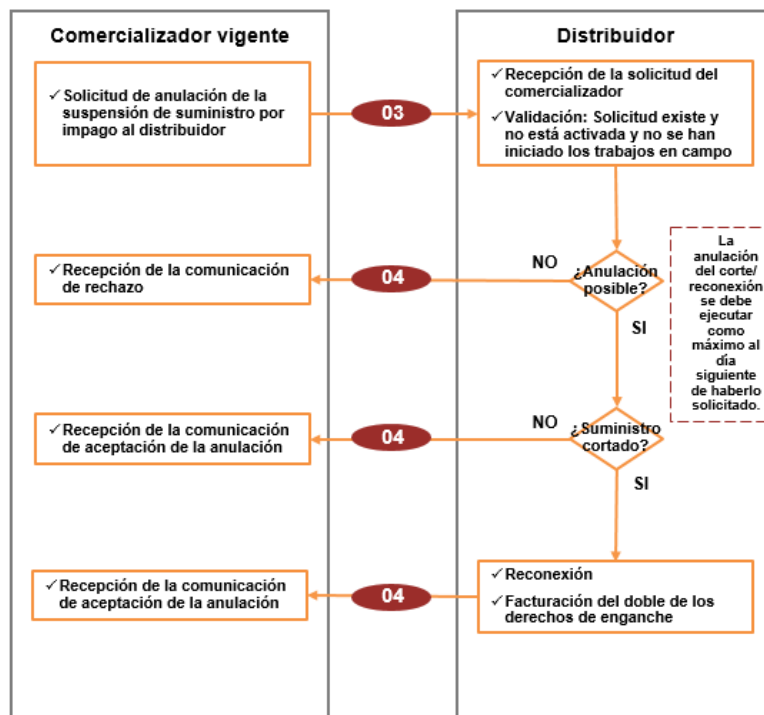 Comercializador vigente
Distribuidor
✓ Solicitud de anulación de la
suspensión de suministro por
impago al distribuidor
03
✓ Recepción de la solicitud del
comercializador
✓ Validación: Solicitud existe y
no está activada y no se han
iniciado los trabajos en campo
✓ Recepción de la comunicación
de rechazo
04
NO
¿Anulación
posible?
SI
La
anulación
del corte/
reconexión
se debe
ejecutar
como
máximo al
día
siguiente
de haberlo
solicitado.
✓ Recepción de la comunicación
de aceptación de la anulación
04
NO
¿Suministro
cortado?
SI
✓ Recepción de la comunicación
de aceptación de la anulación
04
✓ Reconexión
✓ Facturación del doble de los
derechos de enganche